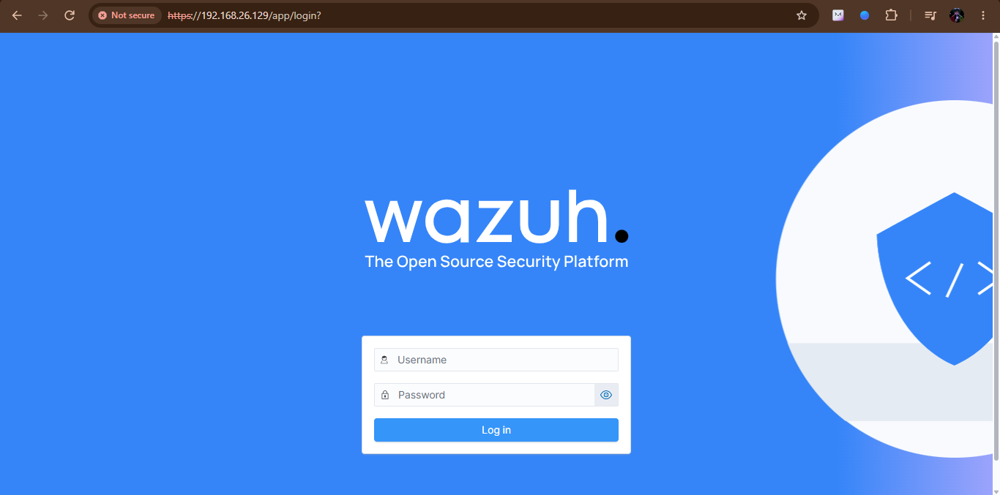 Not secure https://192.168.26.129/app/login?
wazuh.
The Open Source Security Platform
</>
Username
Password
Log in